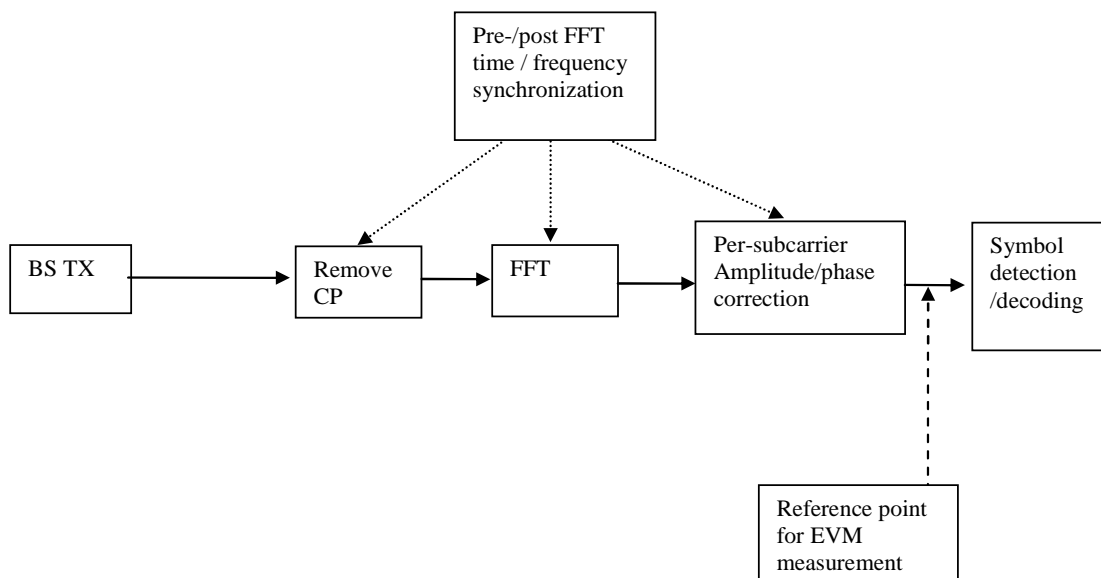 Pre-/post FFT
time / frequency
synchronization
BS TX
Remove
CP
FFT
Per-subcarrier
Amplitude/phase
correction
Symbol
detection
/decoding
Reference point
for EVM
measurement